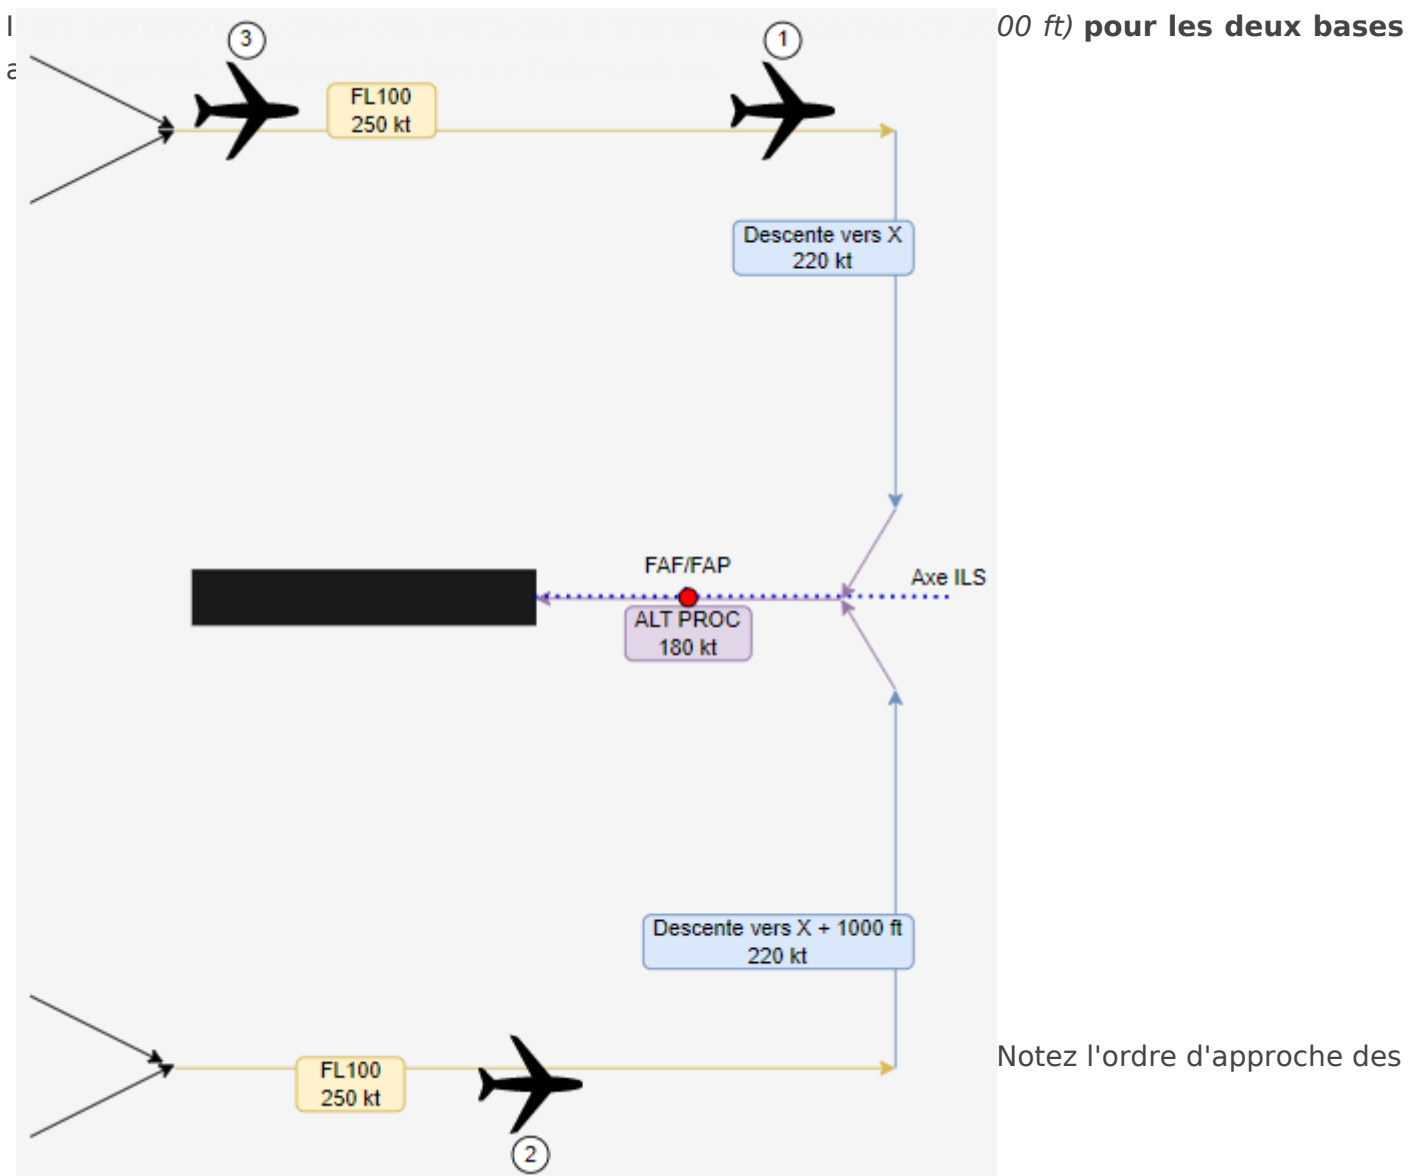 00 ft) pour les deux bases
3
1
FL100
250 kt
Descente vers X
220 kt
FAF/FAP
Axe ILS
ALT PROC
180 kt
Descente vers X + 1000 ft
220 kt
Notez l'ordre d'approche des
FL100
250 kt
2